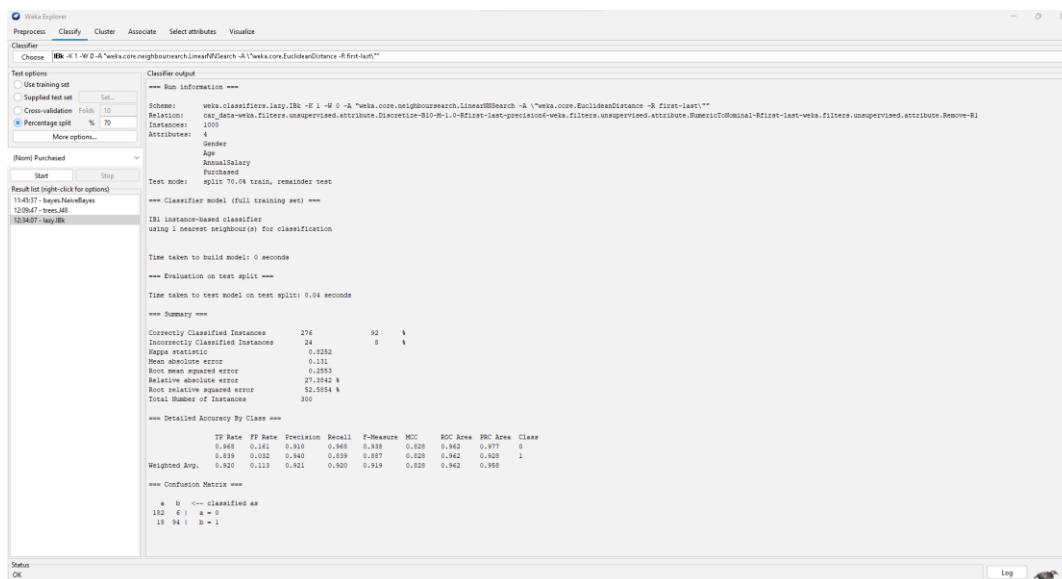 Weka Explorer
Preprocess Classify Cluster Associate Select attributes Visualize
Classifier
Choose IBk -K 1 -W 0 -A "weka.core.neighboursearch.LinearNNSearch -A \"weka.core.EuclideanDistance -R first-last\""
Test options
Use training set
Supplied test set Set...
Cross-validation Folds 10
Percentage split % 70
More options...
(Nom) Purchased
Start Stop
Result list (right-click for options)
11:45:37 - bayes.NaiveBayes
12:09:47 - trees.J48
12:34:07 - lazy.IBk
Classifier output
=== Run information ===
Scheme: weka.classifiers.lazy.IBk -K 1 -W 0 -A "weka.core.neighboursearch.LinearNNSearch -A \"weka.core.EuclideanDistance -R first-last\""
Relation: car_data-weka.filters.unsupervised.attribute.Discretize-B10-M-1.0-Rfirst-last-precision6-weka.filters.unsupervised.attribute.NumericToNominal-Rfirst-last-weka.filters.unsupervised.attribute.Remove-R1
Instances: 1000
Attributes: 4
Gender
Age
AnnualSalary
Purchased
Test mode: split 70.0% train, remainder test
=== Classifier model (full training set) ===
IB1 instance-based classifier
using 1 nearest neighbour(s) for classification
Time taken to build model: 0 seconds
=== Evaluation on test split ===
Time taken to test model on test split: 0.04 seconds
=== Summary ===
Correctly Classified Instances 276 92 %
Incorrectly Classified Instances 24 8 %
Kappa statistic 0.8252
Mean absolute error 0.131
Root mean squared error 0.2553
Relative absolute error 27.3842 %
Root relative squared error 52.5854 %
Total Number of Instances 300
=== Detailed Accuracy By Class ===
TP Rate FP Rate Precision Recall F-Measure MCC ROC Area PRC Area Class
0.968 0.161 0.910 0.968 0.938 0.828 0.962 0.977 0
0.839 0.032 0.940 0.839 0.887 0.828 0.962 0.928 1
Weighted Avg. 0.920 0.113 0.921 0.920 0.919 0.828 0.962 0.958
=== Confusion Matrix ===
a b <-- classified as
182 6 | a = 0
18 94 | b = 1
Status
OK
Log